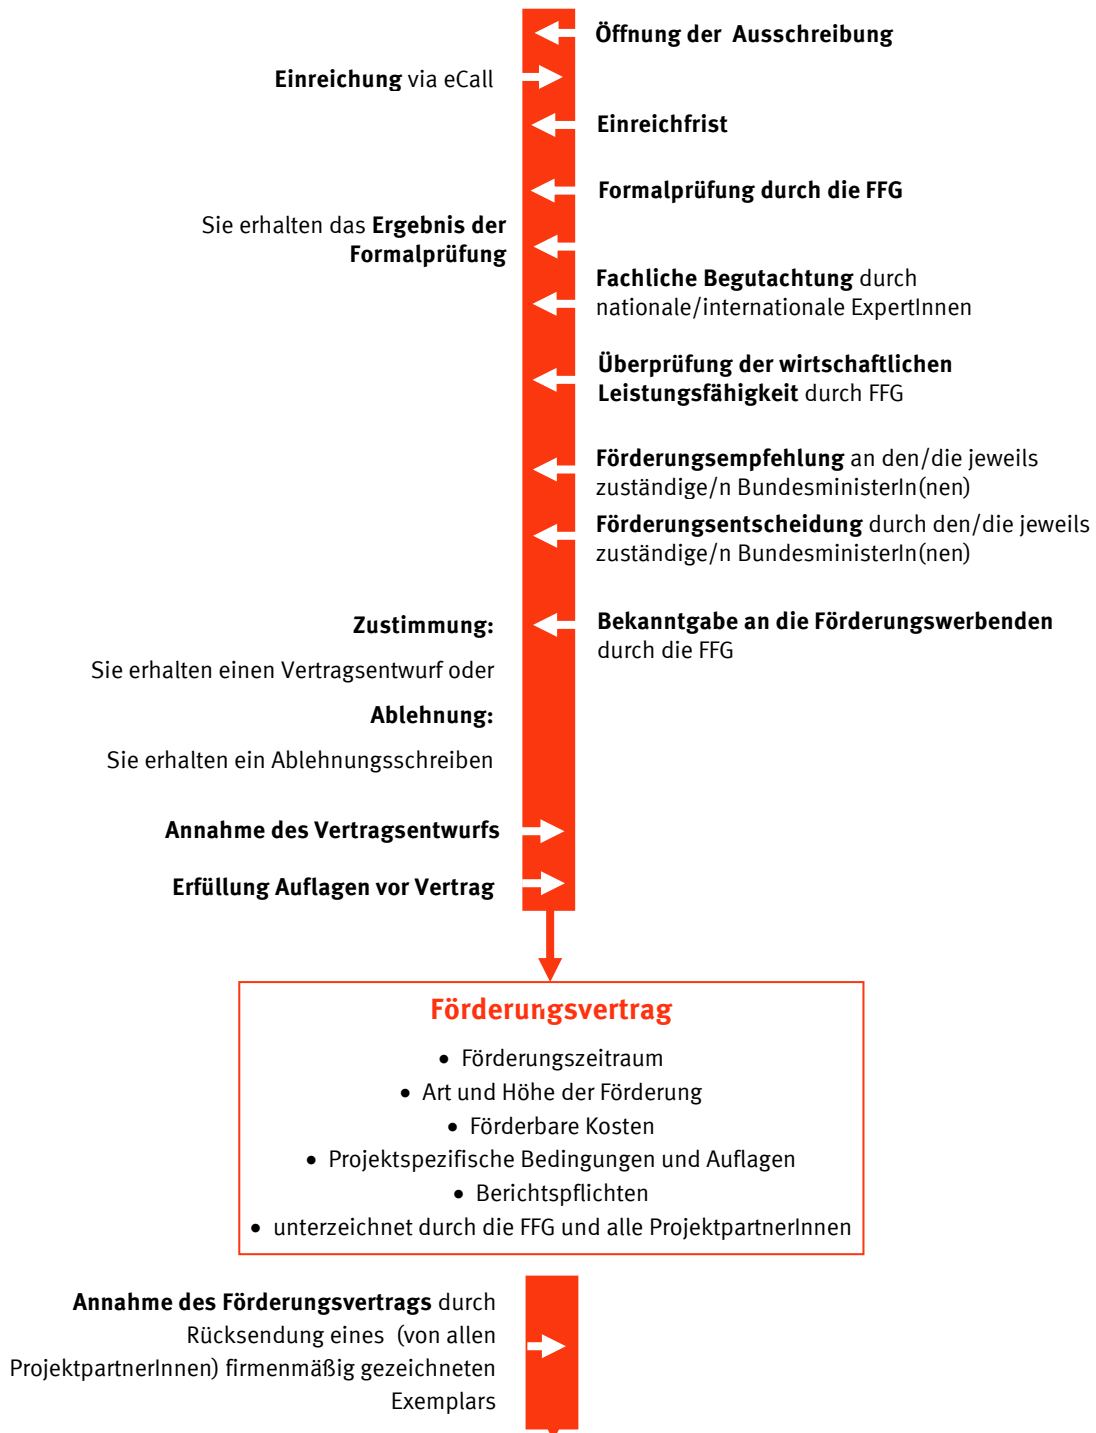 Öffnung der Ausschreibung
Einreichung via eCall
Einreichfrist
Formalprüfung durch die FFG
Sie erhalten das Ergebnis der
Formalprüfung
Fachliche Begutachtung durch
nationale/internationale ExpertInnen
Überprüfung der wirtschaftlichen
Leistungsfähigkeit durch FFG
Förderungsempfehlung an den/die jeweils
zuständige/n BundesministerIn(nen)
Förderungsentscheidung durch den/die jeweils
zuständige/n BundesministerIn(nen)
Bekanntgabe an die Förderungswerbenden
durch die FFG
Zustimmung:
Sie erhalten einen Vertragsentwurf oder
Ablehnung:
Sie erhalten ein Ablehnungsschreiben
Annahme des Vertragsentwurfs
Erfüllung Auflagen vor Vertrag
Förderungsvertrag
• Förderungszeitraum
• Art und Höhe der Förderung
• Förderbare Kosten
• Projektspezifische Bedingungen und Auflagen
• Berichtspflichten
• unterzeichnet durch die FFG und alle ProjektpartnerInnen
Annahme des Förderungsvertrags durch
Rücksendung eines (von allen
ProjektpartnerInnen) firmenmäßig gezeichneten
Exemplars